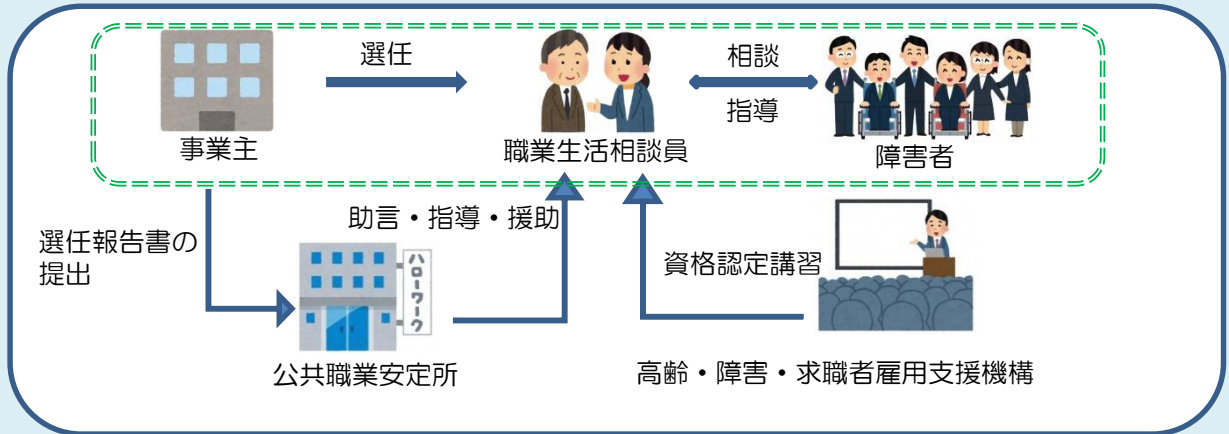 選任
相談
指導
事業主
職業生活相談員
障害者
選任報告書の
提出
助言・指導・援助
資格認定講習
ハローワーク
公共職業安定所
高齢・障害・求職者雇用支援機構